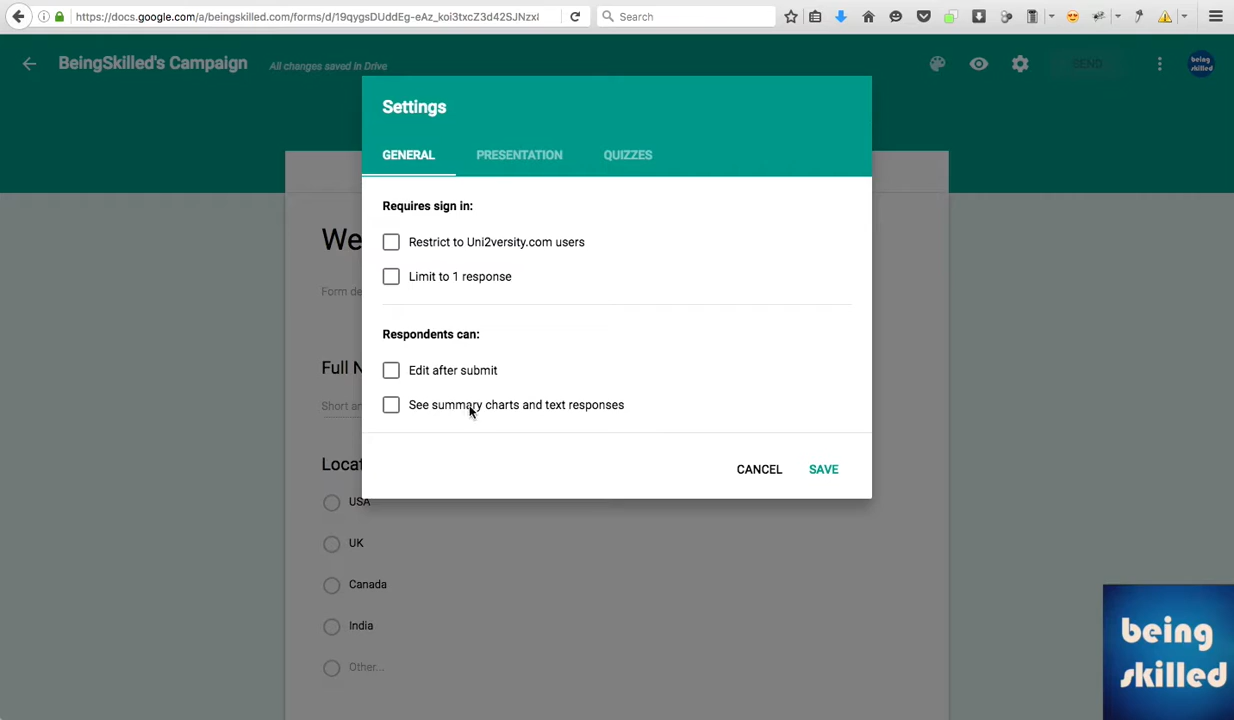 https://docs.google.com/a/beingskilled.com/forms/d/19qygsDUddEg-eAz_koi3txcZ3d42SJNzxl
Search
BeingSkilled's Campaign
All changes saved in Drive
SEND
being
skilled
Settings
GENERAL
PRESENTATION
QUIZZES
Requires sign in:
Restrict to Uni2versity.com users
Limit to 1 response
Respondents can:
Edit after submit
See summary charts and text responses
CANCEL
SAVE
We
Form de
Full N
Short an
Locat
USA
UK
Canada
India
Other...
being
skilled